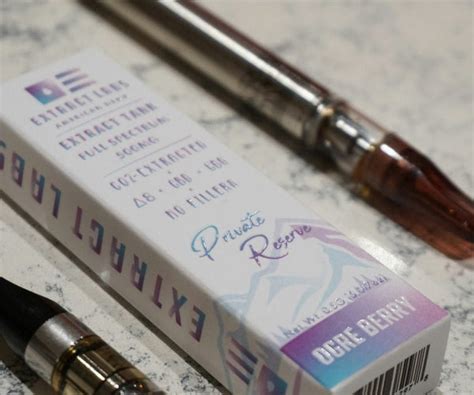 EXTRACT LABS
AMERICAN HEMP
EXTRACT TANK
FULL SPECTRUM
500MG
CO2-EXTRACTED
Δ8 • CBG • CBD
NO FILLERS
Private
Reserve
OGRE BERRY
EXTRACT LABS